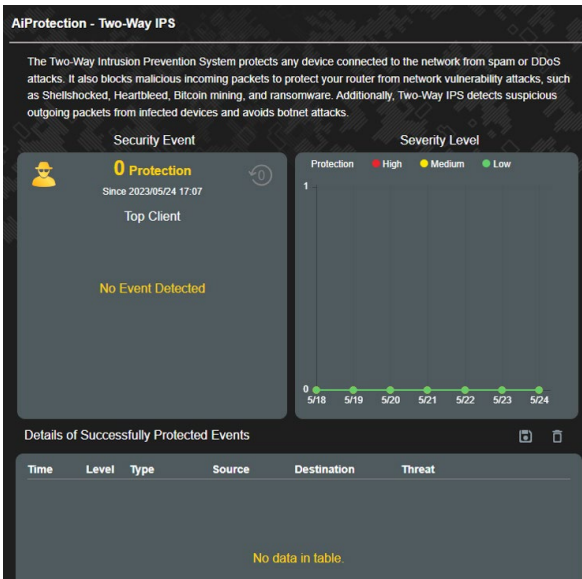 AiProtection - Two-Way IPS
The Two-Way Intrusion Prevention System protects any device connected to the network from spam or DDoS
attacks. It also blocks malicious incoming packets to protect your router from network vulnerability attacks, such
as Shellshocked, Heartbleed, Bitcoin mining, and ransomware. Additionally, Two-Way IPS detects suspicious
outgoing packets from infected devices and avoids botnet attacks.
Security Event
0 Protection
0
Since 2023/05/24 17:07
Top Client
No Event Detected
Severity Level
Protection High Medium Low
1
0
5/18 5/19 5/20 5/21 5/22 5/23 5/24
Details of Successfully Protected Events
Time Level Type Source Destination Threat
No data in table.